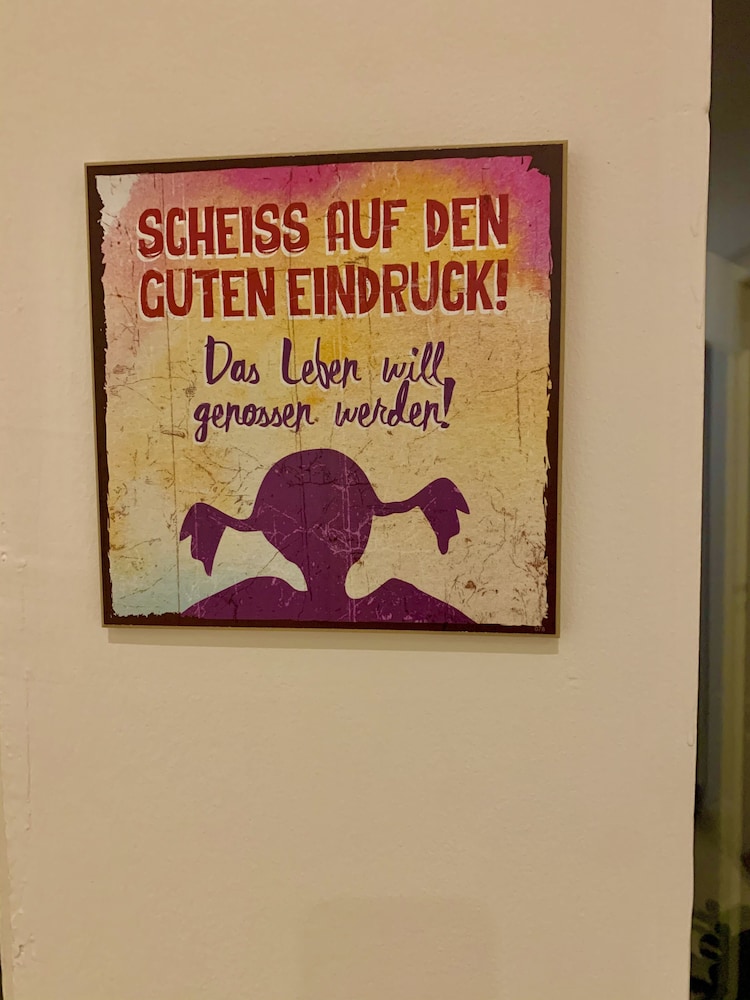 SCHEISS AUF DEN
GUTEN EINDRUCK!
Das Leben will
genossen werden!